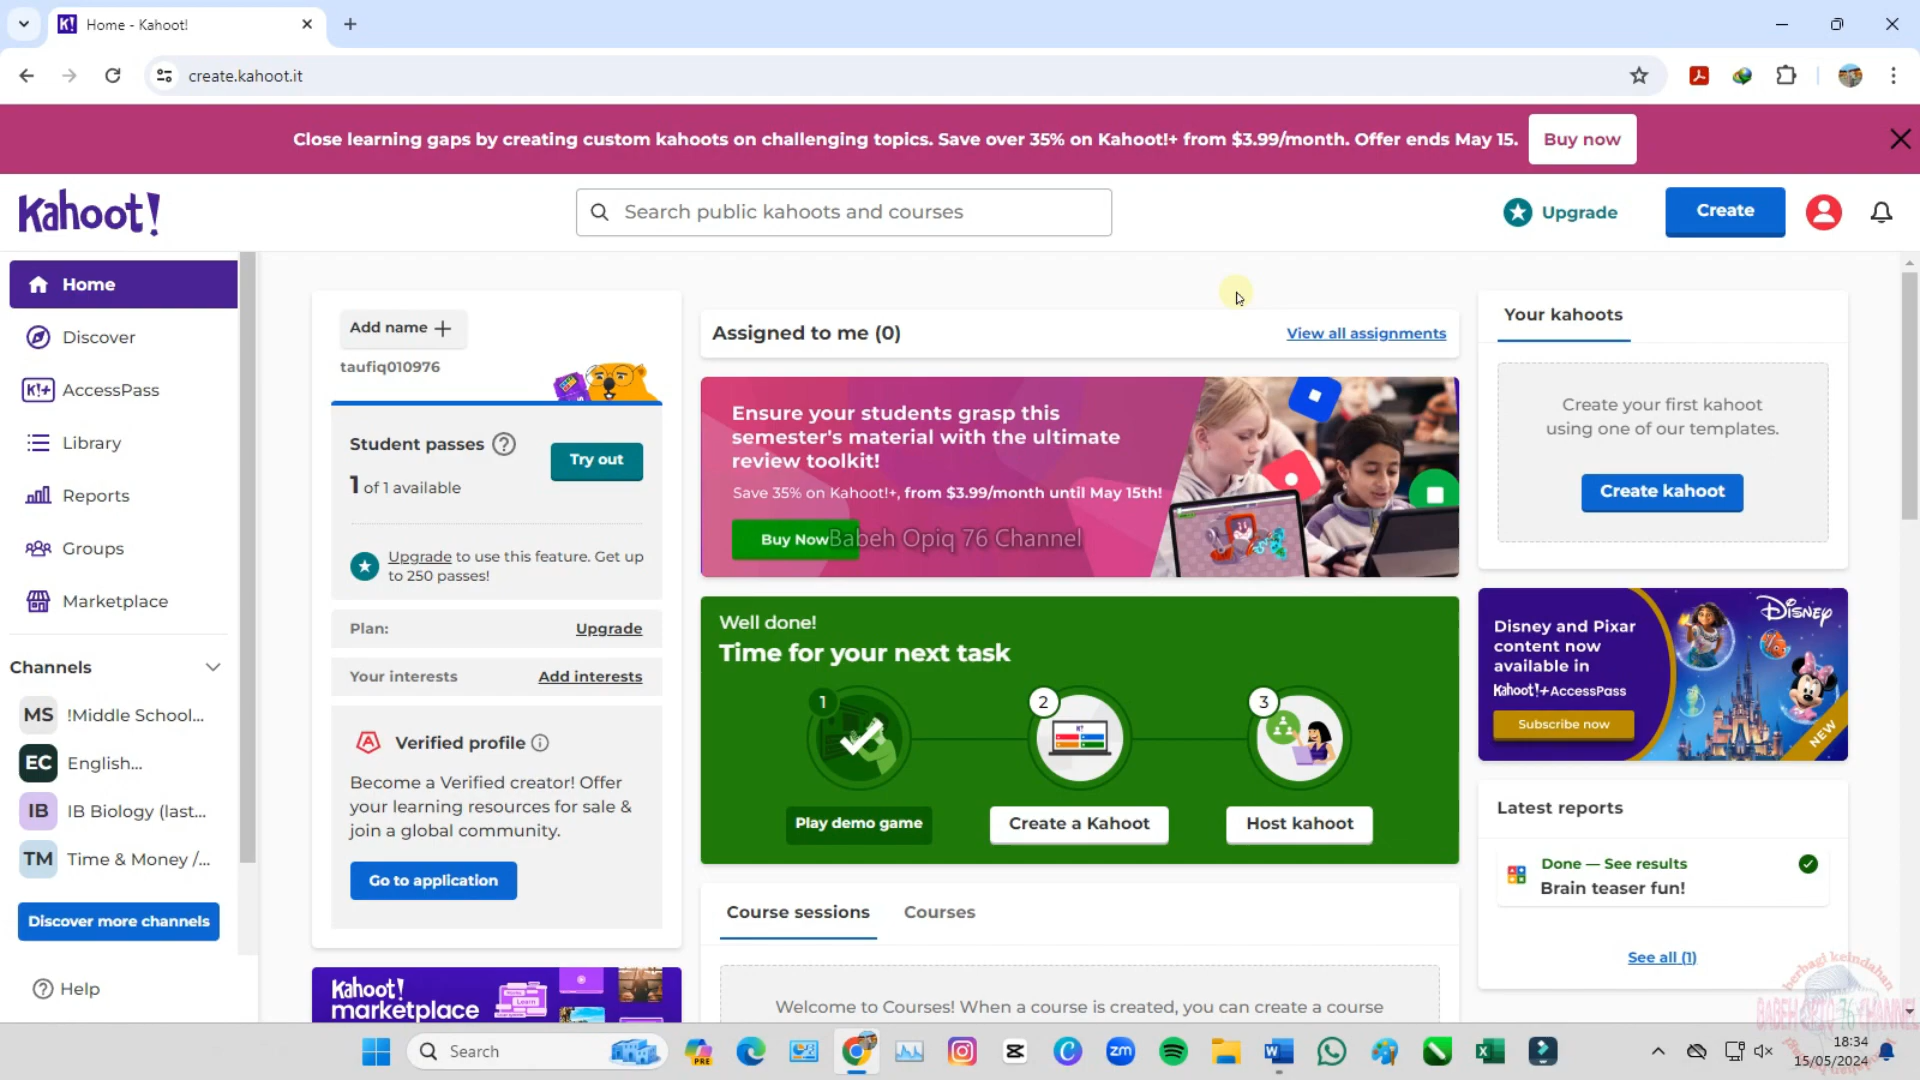 Home - Kahoot!
create.kahoot.it
Close learning gaps by creating custom kahoots on challenging topics. Save over 35% on Kahoot!+ from $3.99/month. Offer ends May 15.
Buy now
Kahoot!
Search public kahoots and courses
Upgrade
Create
Home
Discover
K!+ AccessPass
Library
Reports
Groups
Marketplace
Channels
MS !Middle School...
EC English...
IB IB Biology (last...
TM Time & Money /...
Discover more channels
Help
Add name +
taufiq010976
Student passes
1 of 1 available
Try out
Upgrade to use this feature. Get up
to 250 passes!
Plan:
Upgrade
Your interests
Add interests
Verified profile
Become a Verified creator! Offer
your learning resources for sale &
join a global community.
Go to application
Kahoot!
marketplace
Assigned to me (0)
View all assignments
Ensure your students grasp this
semester's material with the ultimate
review toolkit!
Save 35% on Kahoot!+, from $3.99/month until May 15th!
Buy Now
Babeh Opiq 76 Channel
Well done!
Time for your next task
1
2
3
Play demo game
Create a Kahoot
Host kahoot
Course sessions
Courses
Welcome to Courses! When a course is created, you can create a course
Your kahoots
Create your first kahoot
using one of our templates.
Create kahoot
Disney
Disney and Pixar
content now
available in
Kahoot!+ AccessPass
Subscribe now
NEW
Latest reports
Done — See results
Brain teaser fun!
See all (1)
berbagi keindahan
BABEH OPIQ 76 CHANNEL
Search
PRE
zm
18:34
15/05/2024